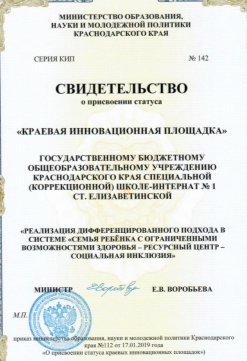 МИНИСТЕРСТВО ОБРАЗОВАНИЯ,
НАУКИ И МОЛОДЕЖНОЙ ПОЛИТИКИ
КРАСНОДАРСКОГО КРАЯ
СЕРИЯ КИП № 142
СВИДЕТЕЛЬСТВО
о присвоении статуса
«КРАЕВАЯ ИННОВАЦИОННАЯ ПЛОЩАДКА»
ГОСУДАРСТВЕННОМУ БЮДЖЕТНОМУ
ОБЩЕОБРАЗОВАТЕЛЬНОМУ УЧРЕЖДЕНИЮ
КРАСНОДАРСКОГО КРАЯ СПЕЦИАЛЬНОЙ
(КОРРЕКЦИОННОЙ) ШКОЛЕ-ИНТЕРНАТ № 1
СТ. ЕЛИЗАВЕТИНСКОЙ
«РЕАЛИЗАЦИЯ ДИФФЕРЕНЦИРОВАННОГО ПОДХОДА В
СИСТЕМЕ «СЕМЬЯ РЕБЁНКА С ОГРАНИЧЕННЫМИ
ВОЗМОЖНОСТЯМИ ЗДОРОВЬЯ – РЕСУРСНЫЙ ЦЕНТР –
СОЦИАЛЬНАЯ ИНКЛЮЗИЯ»
МИНИСТР Е.В. ВОРОБЬЕВА
М.П.
приказ министерства образования, науки и молодежной политики Краснодарского
края №112 от 17.01.2019 года
(«О присвоении статуса краевых инновационных площадок»)